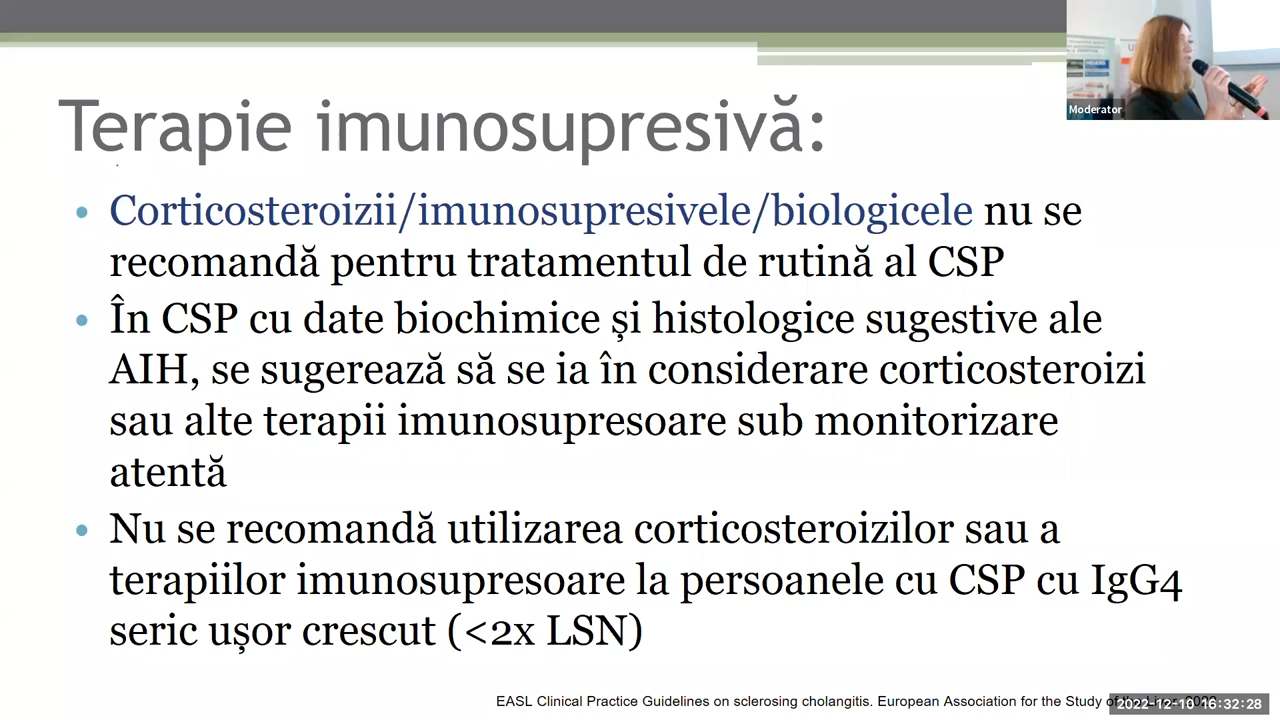 Moderator
Terapie imunosupresivă:
Corticosteroizii/imunosupresivele/biologicele nu se
recomandă pentru tratamentul de rutină al CSP
În CSP cu date biochimice și histologice sugestive ale
AIH, se sugerează să se ia în considerare corticosteroizi
sau alte terapii imunosupresoare sub monitorizare
atentă
Nu se recomandă utilizarea corticosteroizilor sau a
terapiilor imunosupresoare la persoanele cu CSP cu IgG4
seric ușor crescut (<2x LSN)
EASL Clinical Practice Guidelines on sclerosing cholangitis. European Association for the Study of the Liver, 2022
2022-12-10 16:32:28